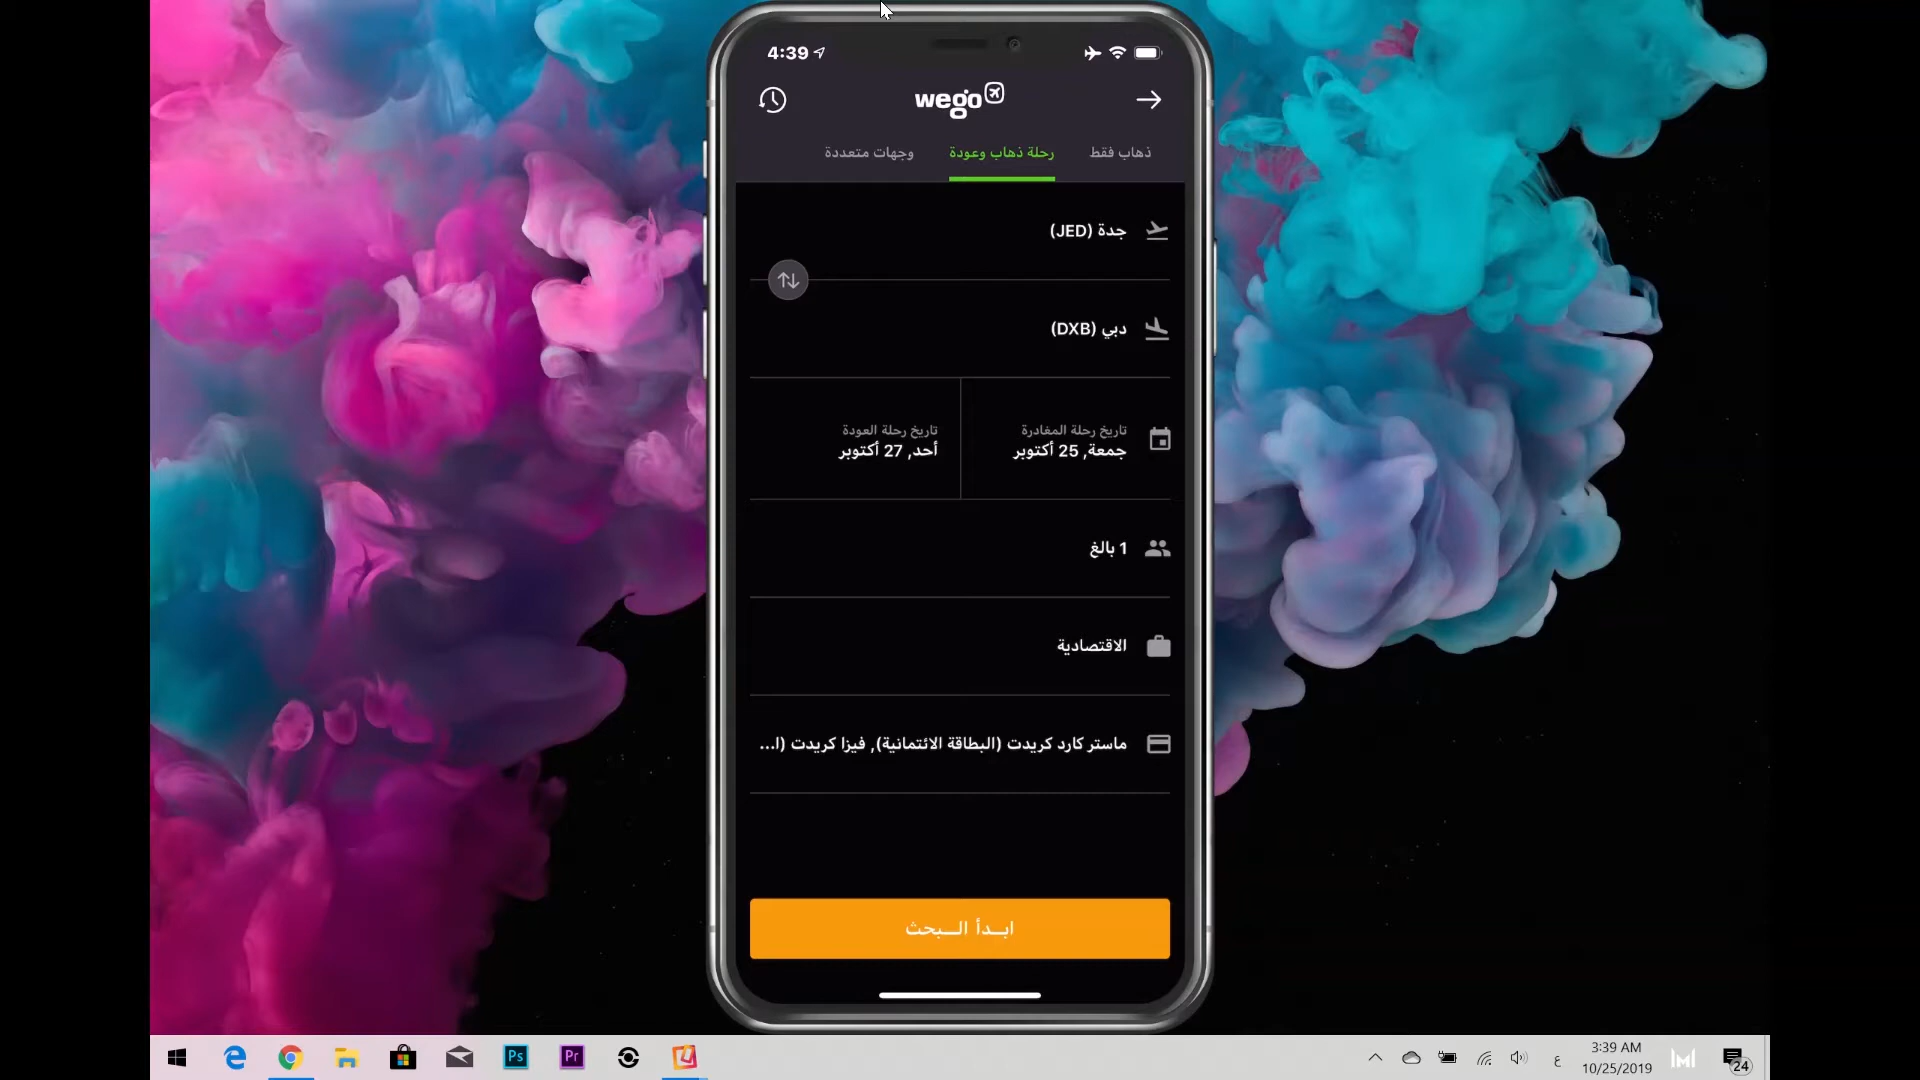 4:39
wego
ذهاب فقط
رحلة ذهاب وعودة
وجهات متعددة
جدة (JED)
دبي (DXB)
تاريخ رحلة المغادرة
جمعة, 25 أكتوبر
تاريخ رحلة العودة
أحد, 27 أكتوبر
1 بالغ
الاقتصادية
ماستر كارد كريدت (البطاقة الائتمانية), فيزا كريدت (ا...
ابــدأ الـــبحث
Ps
Pr
ع
3:39 AM
10/25/2019
24